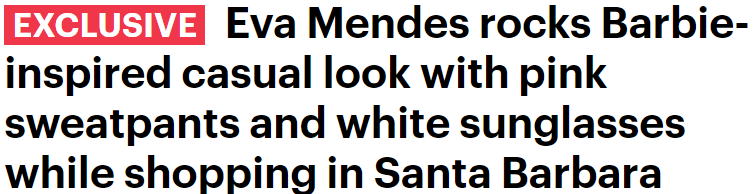 EXCLUSIVE Eva Mendes rocks Barbie-
inspired casual look with pink
sweatpants and white sunglasses
while shopping in Santa Barbara